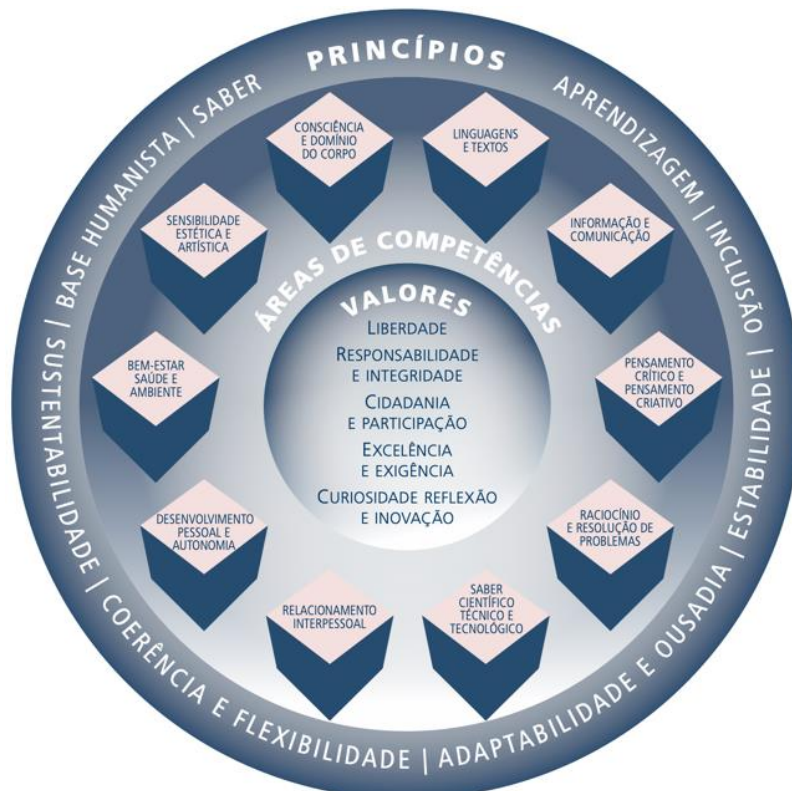 PRINCÍPIOS
BASE HUMANISTA | SABER
APRENDIZAGEM | INCLUSÃO |
ESTABILIDADE |
ADAPTABILIDADE E OUSADIA |
COERÊNCIA E FLEXIBILIDADE |
SUSTENTABILIDADE |
ÁREAS DE COMPETÊNCIAS
LINGUAGENS
E TEXTOS
INFORMAÇÃO E
COMUNICAÇÃO
PENSAMENTO
CRÍTICO E
PENSAMENTO
CRIATIVO
RACIOCÍNIO
E RESOLUÇÃO DE
PROBLEMAS
SABER
CIENTÍFICO
TÉCNICO E
TECNOLÓGICO
RELACIONAMENTO
INTERPESSOAL
DESENVOLVIMENTO
PESSOAL E
AUTONOMIA
BEM-ESTAR
SAÚDE E
AMBIENTE
SENSIBILIDADE
ESTÉTICA E
ARTÍSTICA
CONSCIÊNCIA
E DOMÍNIO
DO CORPO
VALORES
LIBERDADE
RESPONSABILIDADE
E INTEGRIDADE
CIDADANIA
E PARTICIPAÇÃO
EXCELÊNCIA
E EXIGÊNCIA
CURIOSIDADE REFLEXÃO
E INOVAÇÃO